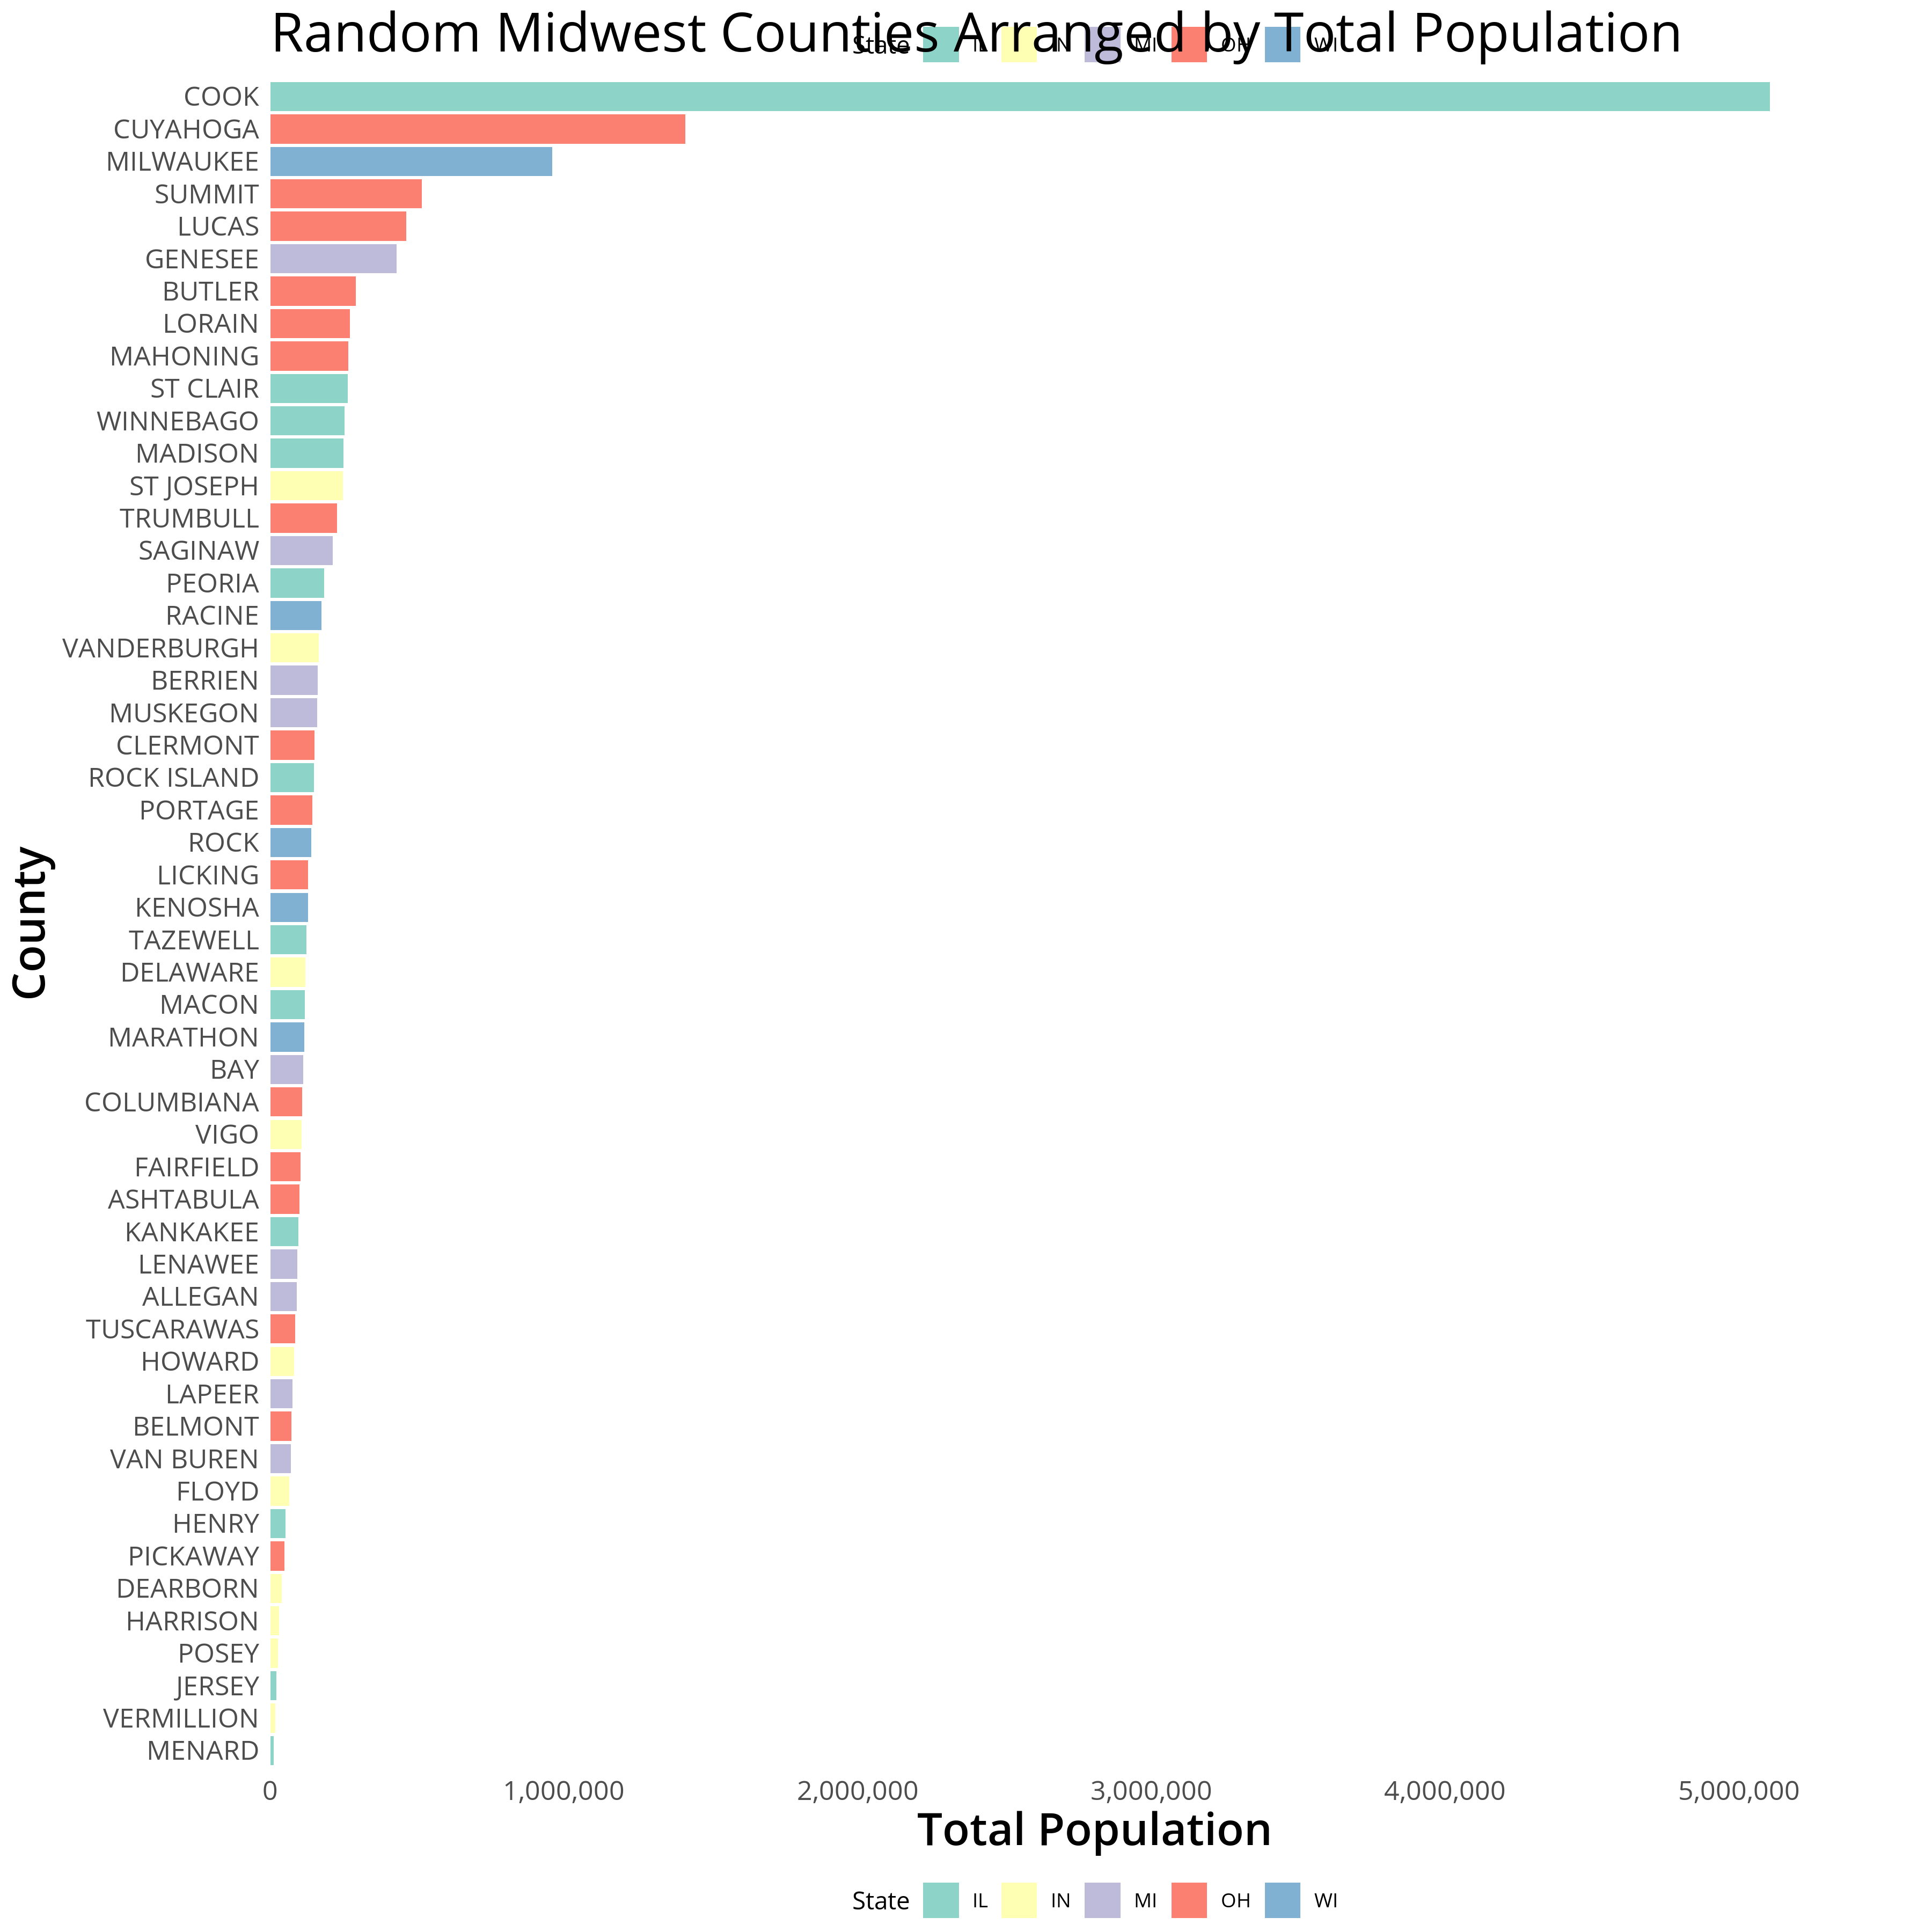 Random Midwest Counties Arranged by Total Population
State IL IN MI OH WI
COOK
CUYAHOGA
MILWAUKEE
SUMMIT
LUCAS
GENESEE
BUTLER
LORAIN
MAHONING
ST CLAIR
WINNEBAGO
MADISON
ST JOSEPH
TRUMBULL
SAGINAW
PEORIA
RACINE
VANDERBURGH
BERRIEN
MUSKEGON
CLERMONT
ROCK ISLAND
PORTAGE
ROCK
LICKING
KENOSHA
TAZEWELL
DELAWARE
MACON
MARATHON
BAY
COLUMBIANA
VIGO
FAIRFIELD
ASHTABULA
KANKAKEE
LENAWEE
ALLEGAN
TUSCARAWAS
HOWARD
LAPEER
BELMONT
VAN BUREN
FLOYD
HENRY
PICKAWAY
DEARBORN
HARRISON
POSEY
JERSEY
VERMILLION
MENARD
County
0 1,000,000 2,000,000 3,000,000 4,000,000 5,000,000
Total Population
State IL IN MI OH WI